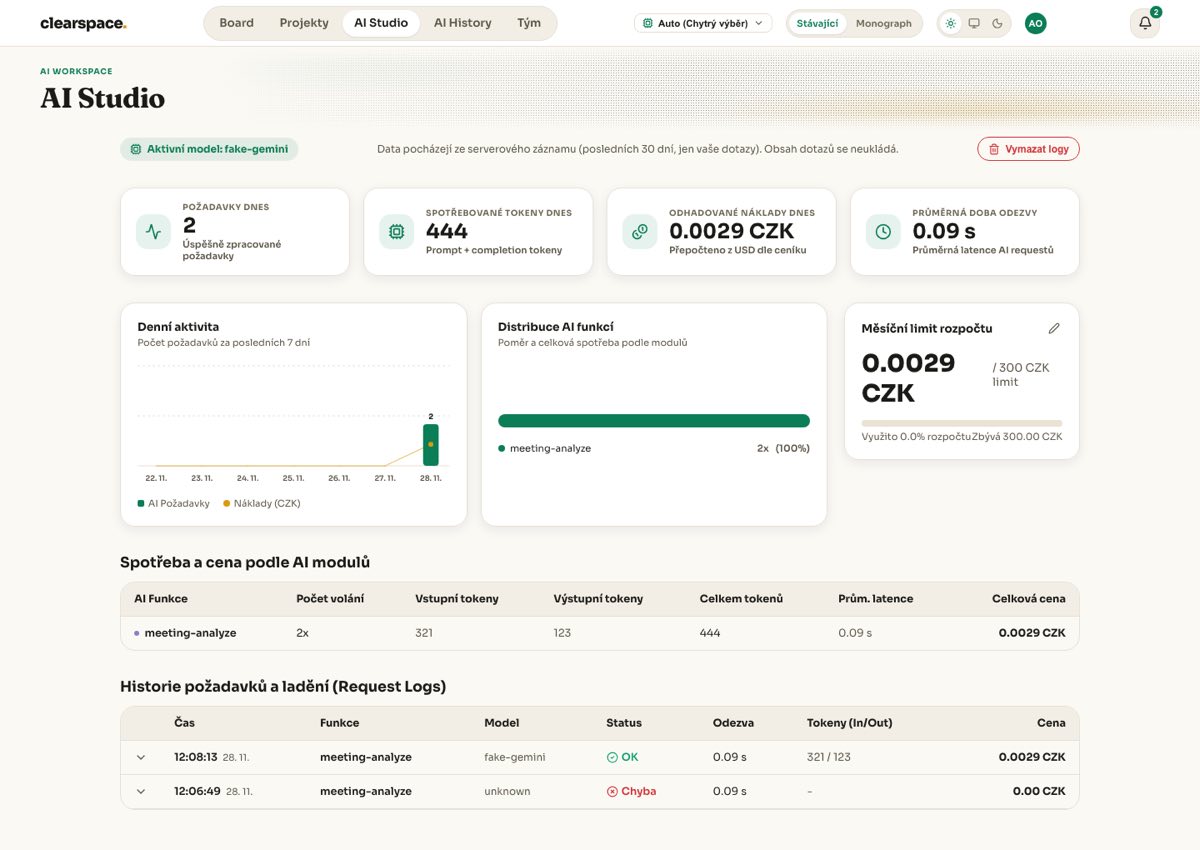 clearspace.
Board Projekty AI Studio AI History Tým
Auto (Chytrý výběr)
Stávající Monograph
AO
2
AI WORKSPACE
AI Studio
Aktivní model: fake-gemini
Data pocházejí ze serverového záznamu (posledních 30 dní, jen vaše dotazy). Obsah dotazů se neukládá.
Vymazat logy
POŽADAVKY DNES
2
Úspěšně zpracované
požadavky
SPOTŘEBOVANÉ TOKENY DNES
444
Prompt + completion tokeny
ODHADOVANÉ NÁKLADY DNES
0.0029 CZK
Přepočteno z USD dle ceníku
PRŮMĚRNÁ DOBA ODEZVY
0.09 s
Průměrná latence AI requestů
Denní aktivita
Počet požadavků za posledních 7 dní
2
22. 11. 23. 11. 24. 11. 25. 11. 26. 11. 27. 11. 28. 11.
AI Požadavky Náklady (CZK)
Distribuce AI funkcí
Poměr a celková spotřeba podle modulů
meeting-analyze 2x (100%)
Měsíční limit rozpočtu
0.0029
CZK
/ 300 CZK
limit
Využito 0.0% rozpočtuZbývá 300.00 CZK
Spotřeba a cena podle AI modulů
AI Funkce Počet volání Vstupní tokeny Výstupní tokeny Celkem tokenů Prům. latence Celková cena
meeting-analyze 2x 321 123 444 0.09 s 0.0029 CZK
Historie požadavků a ladění (Request Logs)
Čas Funkce Model Status Odezva Tokeny (In/Out) Cena
12:08:13 28. 11. meeting-analyze fake-gemini OK 0.09 s 321 / 123 0.0029 CZK
12:06:49 28. 11. meeting-analyze unknown Chyba 0.09 s - 0.00 CZK